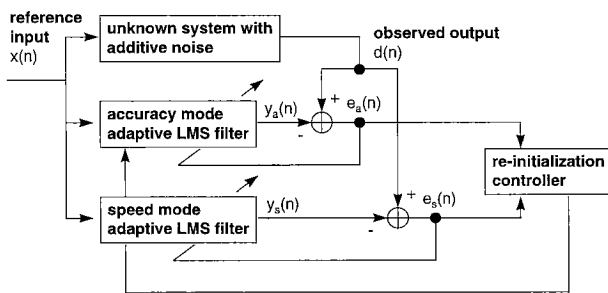 reference
input
x(n)
unknown system with
additive noise
observed output
d(n)
accuracy mode
adaptive LMS filter
y_a(n)
+
-
e_a(n)
re-initialization
controller
speed mode
adaptive LMS filter
y_s(n)
+
-
e_s(n)